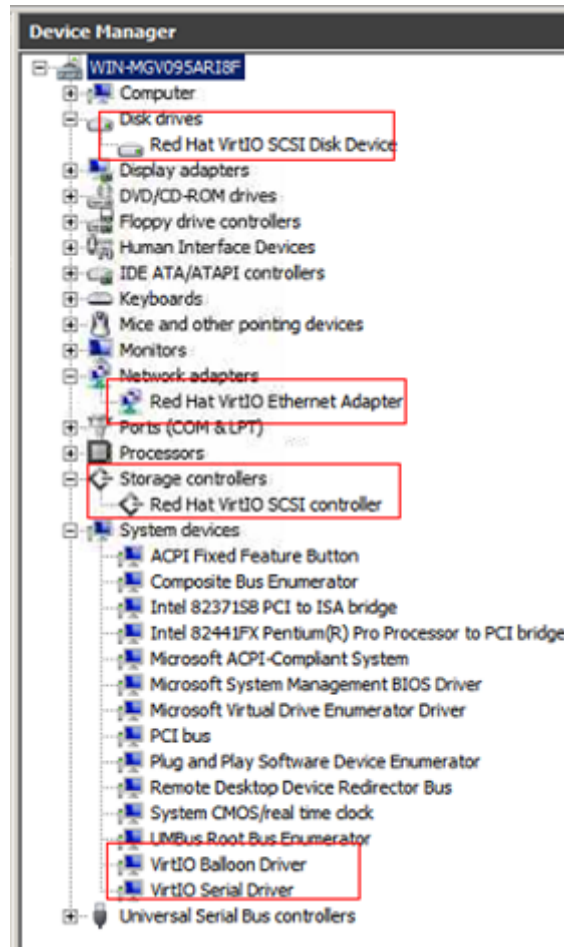 Device Manager
WIN-MGV095ARI8F
Computer
Disk drives
Red Hat VirtIO SCSI Disk Device
Display adapters
DVD/CD-ROM drives
Floppy drive controllers
Human Interface Devices
IDE ATA/ATAPI controllers
Keyboards
Mice and other pointing devices
Monitors
Network adapters
Red Hat VirtIO Ethernet Adapter
Ports (COM & LPT)
Processors
Storage controllers
Red Hat VirtIO SCSI controller
System devices
ACPI Fixed Feature Button
Composite Bus Enumerator
Intel 82371SB PCI to ISA bridge
Intel 82441FX Pentium(R) Pro Processor to PCI bridge
Microsoft ACPI-Compliant System
Microsoft System Management BIOS Driver
Microsoft Virtual Drive Enumerator Driver
PCI bus
Plug and Play Software Device Enumerator
Remote Desktop Device Redirector Bus
System CMOS/real time clock
UMBus Root Bus Enumerator
VirtIO Balloon Driver
VirtIO Serial Driver
Universal Serial Bus controllers